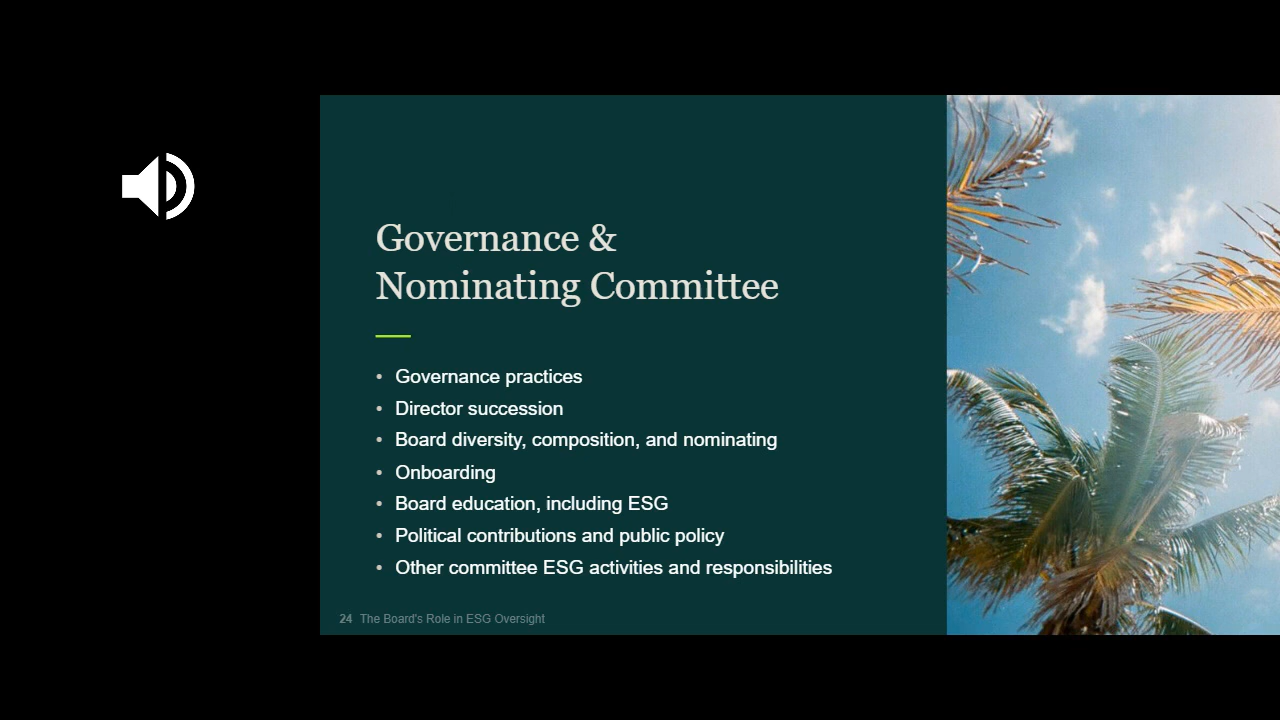 Governance &
Nominating Committee
• Governance practices
• Director succession
• Board diversity, composition, and nominating
• Onboarding
• Board education, including ESG
• Political contributions and public policy
• Other committee ESG activities and responsibilities
24 The Board's Role in ESG Oversight